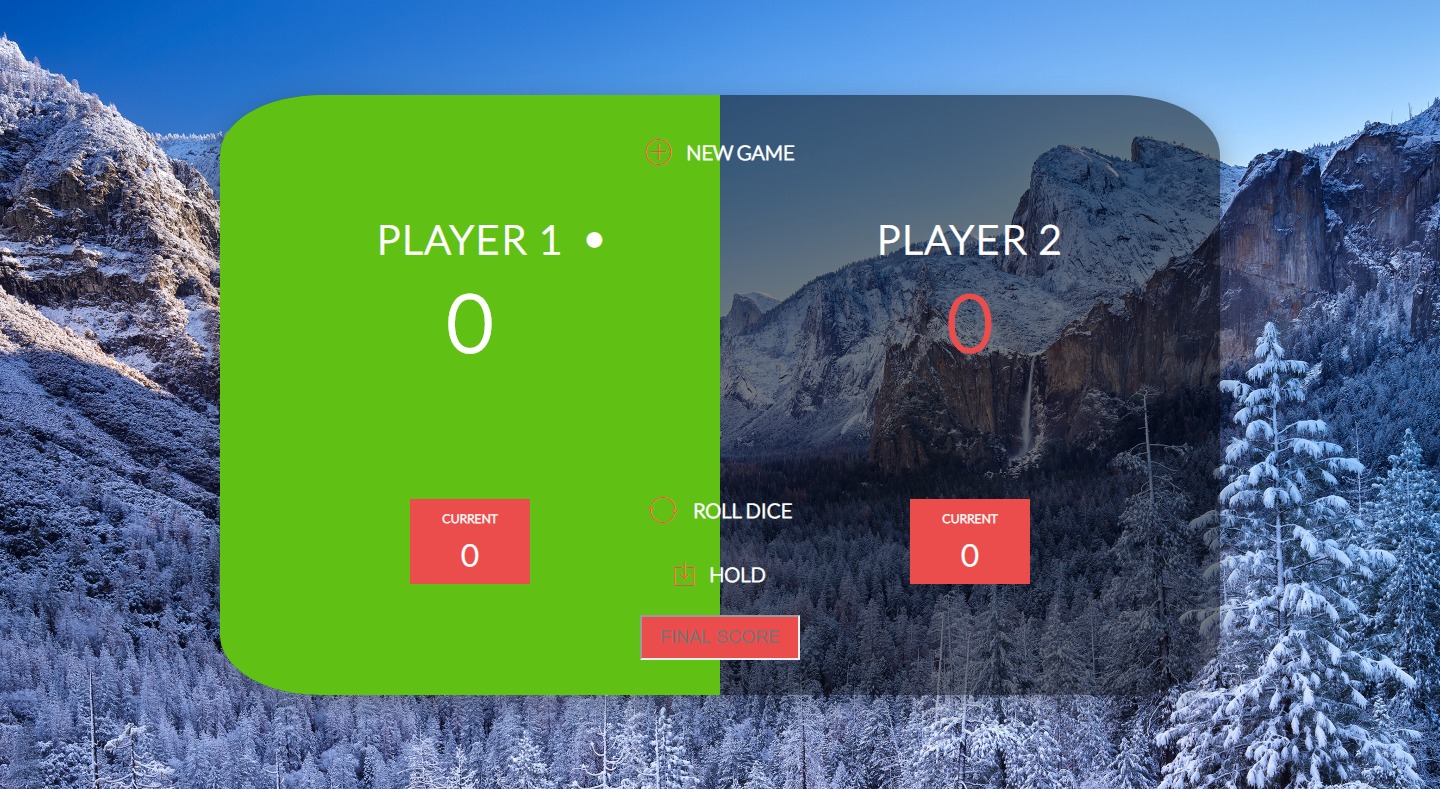 NEW GAME
PLAYER 1
0
PLAYER 2
0
CURRENT
0
CURRENT
0
ROLL DICE
HOLD
FINAL SCORE